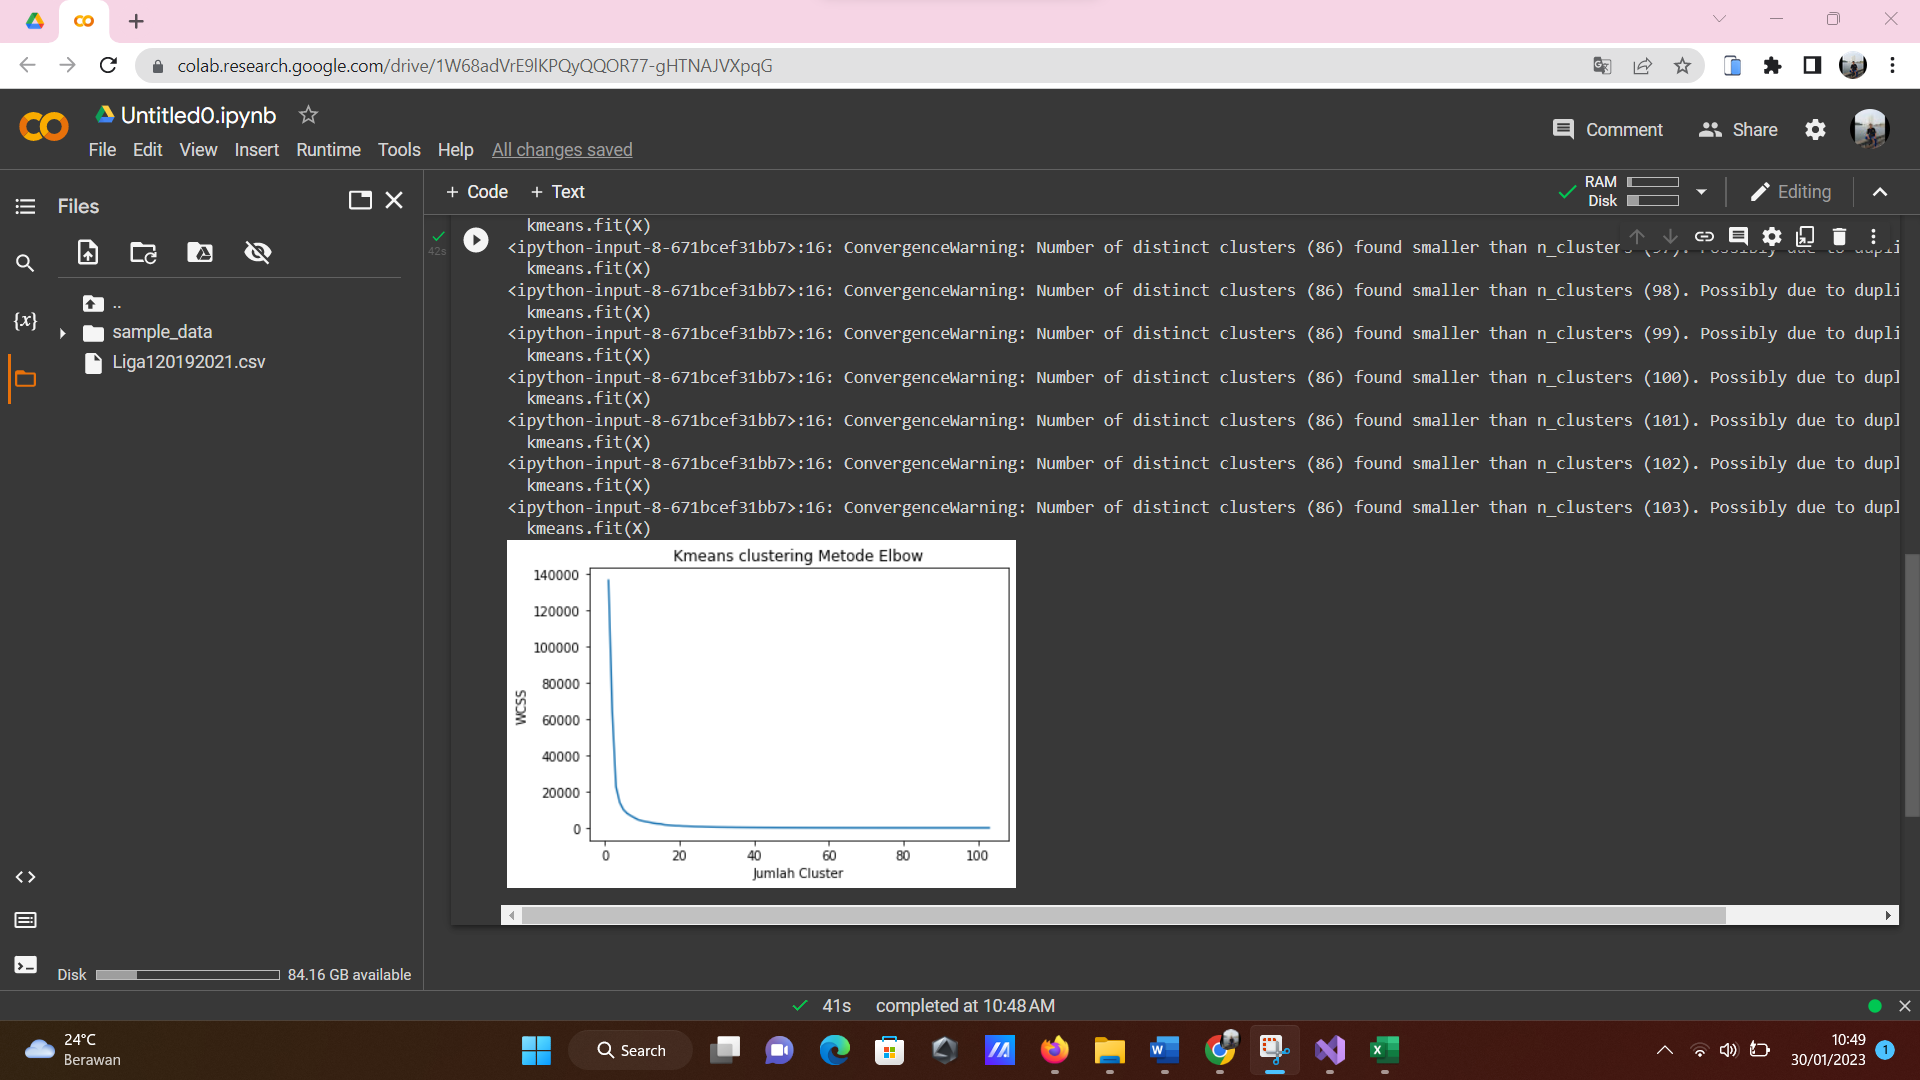 colab.research.google.com/drive/1W68adVrE9lKPQyQQOR77-gHTNAJVXpqG
Untitled0.ipynb
Comment
Share
File Edit View Insert Runtime Tools Help All changes saved
Files
+ Code + Text
RAM
Disk
Editing
42s
kmeans.fit(X)
<ipython-input-8-671bcef31bb7>:16: ConvergenceWarning: Number of distinct clusters (86) found smaller than n_clusters (97). Possibly due to dupli
kmeans.fit(X)
<ipython-input-8-671bcef31bb7>:16: ConvergenceWarning: Number of distinct clusters (86) found smaller than n_clusters (98). Possibly due to dupli
kmeans.fit(X)
<ipython-input-8-671bcef31bb7>:16: ConvergenceWarning: Number of distinct clusters (86) found smaller than n_clusters (99). Possibly due to dupli
kmeans.fit(X)
<ipython-input-8-671bcef31bb7>:16: ConvergenceWarning: Number of distinct clusters (86) found smaller than n_clusters (100). Possibly due to dupl
kmeans.fit(X)
<ipython-input-8-671bcef31bb7>:16: ConvergenceWarning: Number of distinct clusters (86) found smaller than n_clusters (101). Possibly due to dupl
kmeans.fit(X)
<ipython-input-8-671bcef31bb7>:16: ConvergenceWarning: Number of distinct clusters (86) found smaller than n_clusters (102). Possibly due to dupl
kmeans.fit(X)
<ipython-input-8-671bcef31bb7>:16: ConvergenceWarning: Number of distinct clusters (86) found smaller than n_clusters (103). Possibly due to dupl
kmeans.fit(X)
{x}
..
sample_data
Liga120192021.csv
Kmeans clustering Metode Elbow
140000
120000
100000
80000
60000
40000
20000
0
WCSS
0 20 40 60 80 100
Jumlah Cluster
Disk 84.16 GB available
41s completed at 10:48 AM
24°C
Berawan
Search
10:49
30/01/2023
1